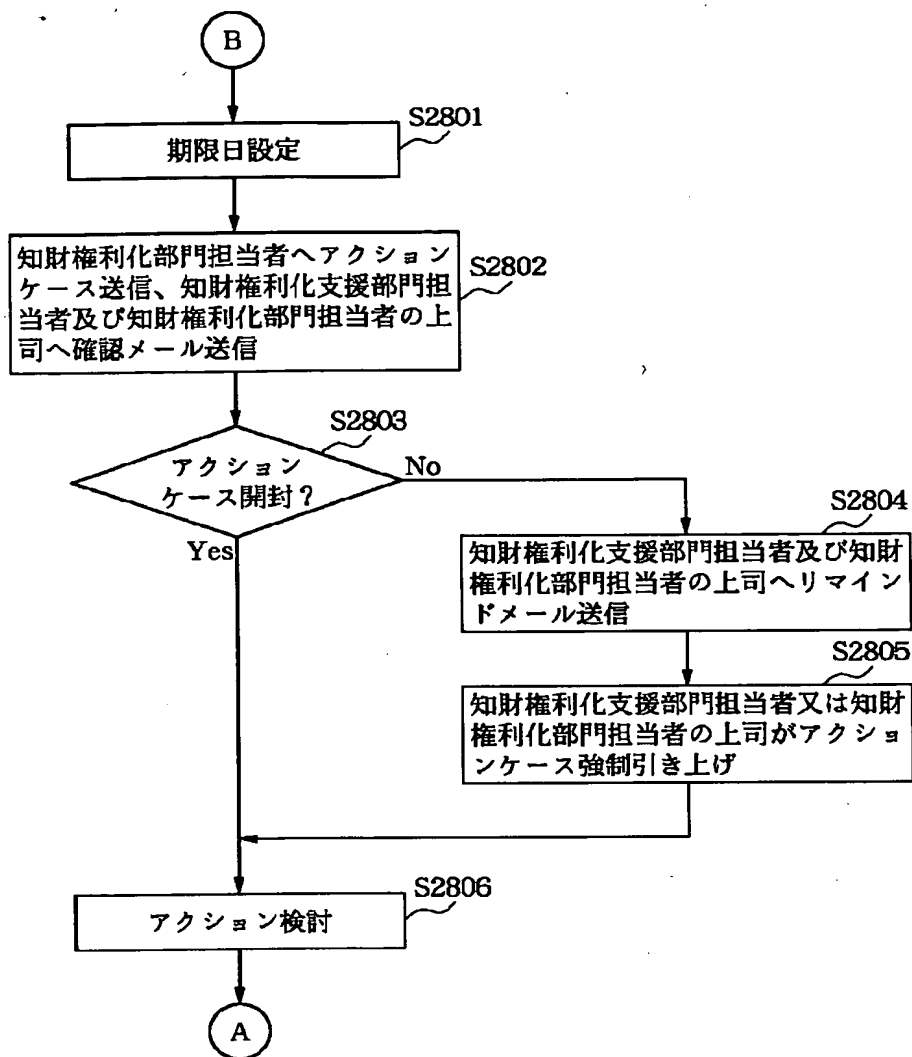 B
S2801
期限日設定
S2802
知財権利化部門担当者へアクション
ケース送信、知財権利化支援部門担
当者及び知財権利化部門担当者の上
司へ確認メール送信
S2803
アクション
ケース開封?
No
Yes
S2804
知財権利化支援部門担当者及び知財
権利化部門担当者の上司へリマイン
ドメール送信
S2805
知財権利化支援部門担当者又は知財
権利化部門担当者の上司がアクショ
ンケース強制引き上げ
S2806
アクション検討
A